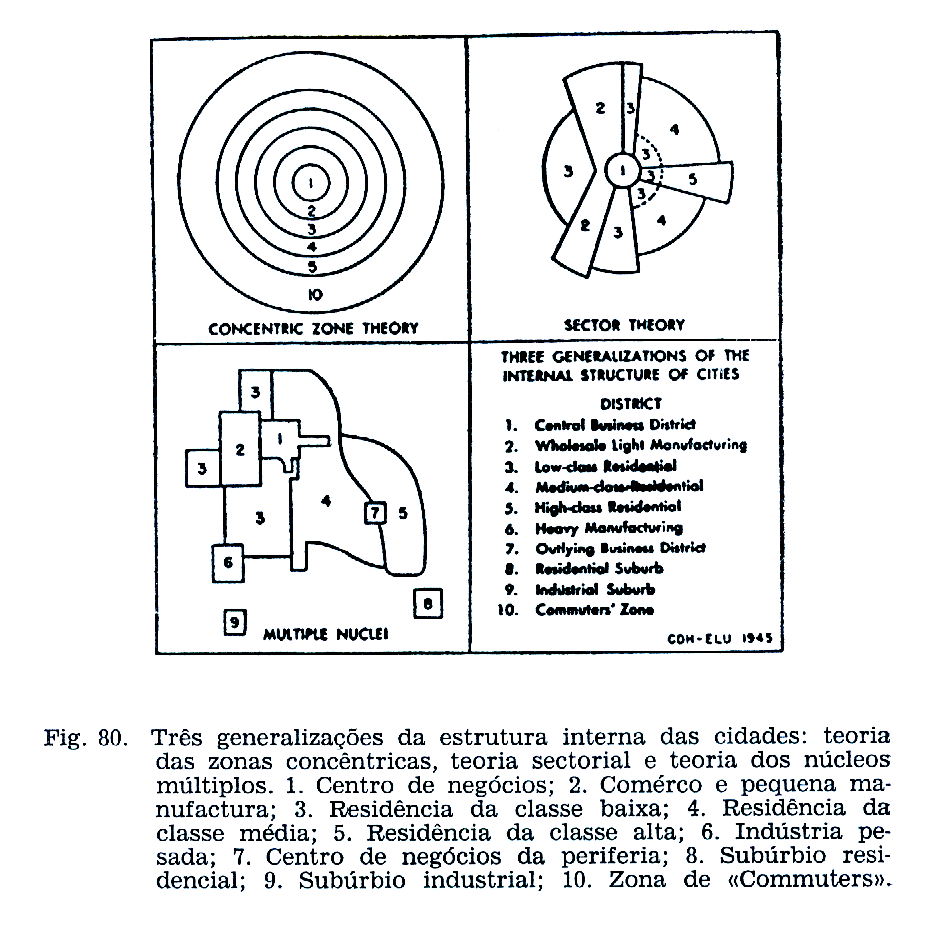 1
2
3
4
5
10
CONCENTRIC ZONE THEORY
2
3
4
3
3
1
3
5
3
2
3
4
SECTOR THEORY
3
1
2
3
4
3
7
5
6
8
9
MULTIPLE NUCLEI
THREE GENERALIZATIONS OF THE
INTERNAL STRUCTURE OF CITIES
DISTRICT
1. Central Business District
2. Wholesale Light Manufacturing
3. Low-class Residential
4. Medium-class Residential
5. High-class Residential
6. Heavy Manufacturing
7. Outlying Business District
8. Residential Suburb
9. Industrial Suburb
10. Commuters' Zone
CDH-ELU 1945
Fig. 80. Três generalizações da estrutura interna das cidades: teoria
das zonas concêntricas, teoria sectorial e teoria dos núcleos
múltiplos. 1. Centro de negócios; 2. Comérco e pequena ma-
nufactura; 3. Residência da classe baixa; 4. Residência da
classe média; 5. Residência da classe alta; 6. Indústria pe-
sada; 7. Centro de negócios da periferia; 8. Subúrbio resi-
dencial; 9. Subúrbio industrial; 10. Zona de «Commuters».